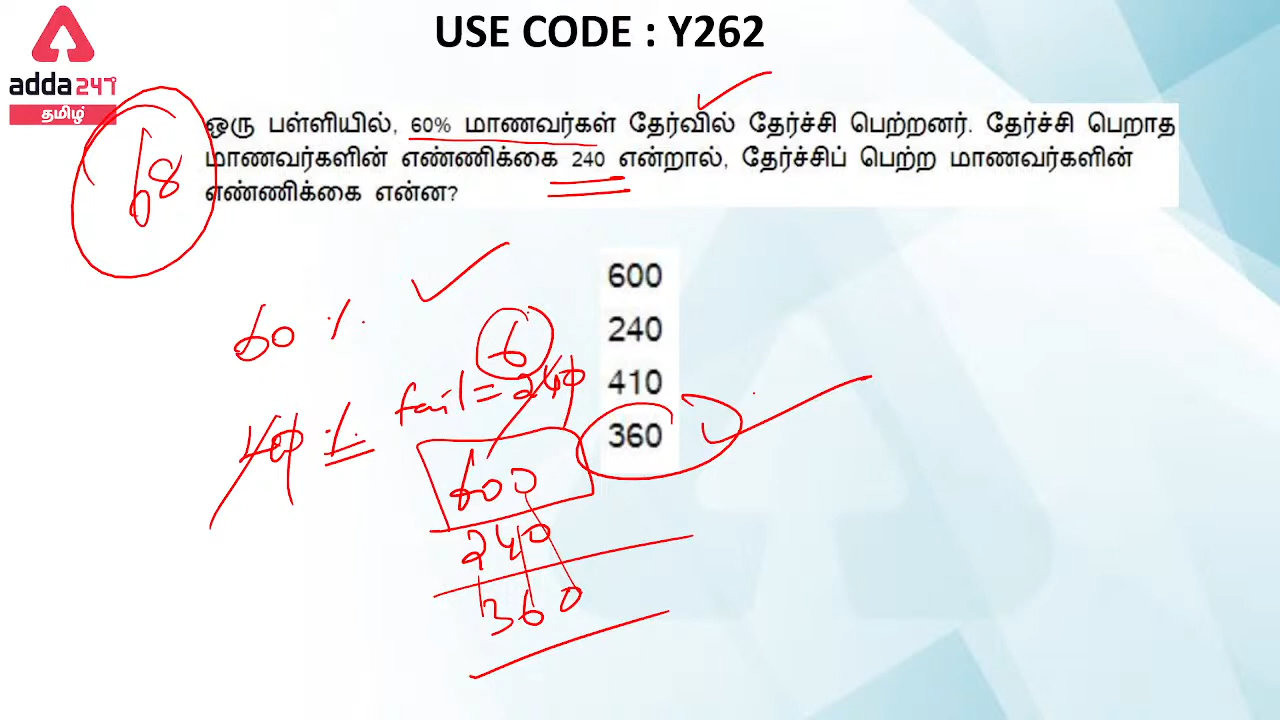 USE CODE : Y262
adda247
தமிழ்
ஒரு பள்ளியில், 60% மாணவர்கள் தேர்வில் தேர்ச்சி பெற்றனர். தேர்ச்சி பெறாத
மாணவர்களின் எண்ணிக்கை 240 என்றால், தேர்ச்சிப் பெற்ற மாணவர்களின்
எண்ணிக்கை என்ன?
68
600
240
410
360
60 %
6
40 % fail = 240
600
240
360